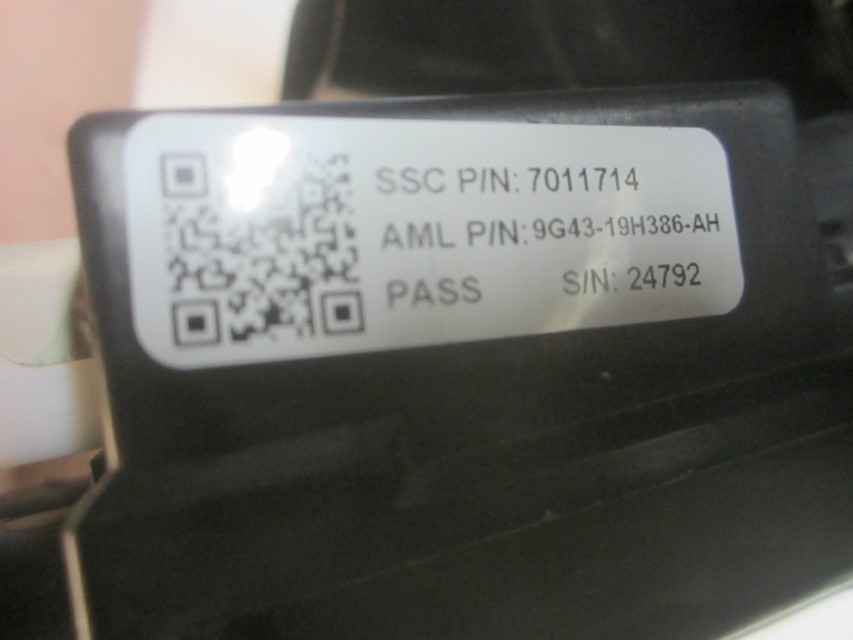 SSC P/N: 7011714
AML P/N: 9G43-19H386-AH
PASS S/N: 24792